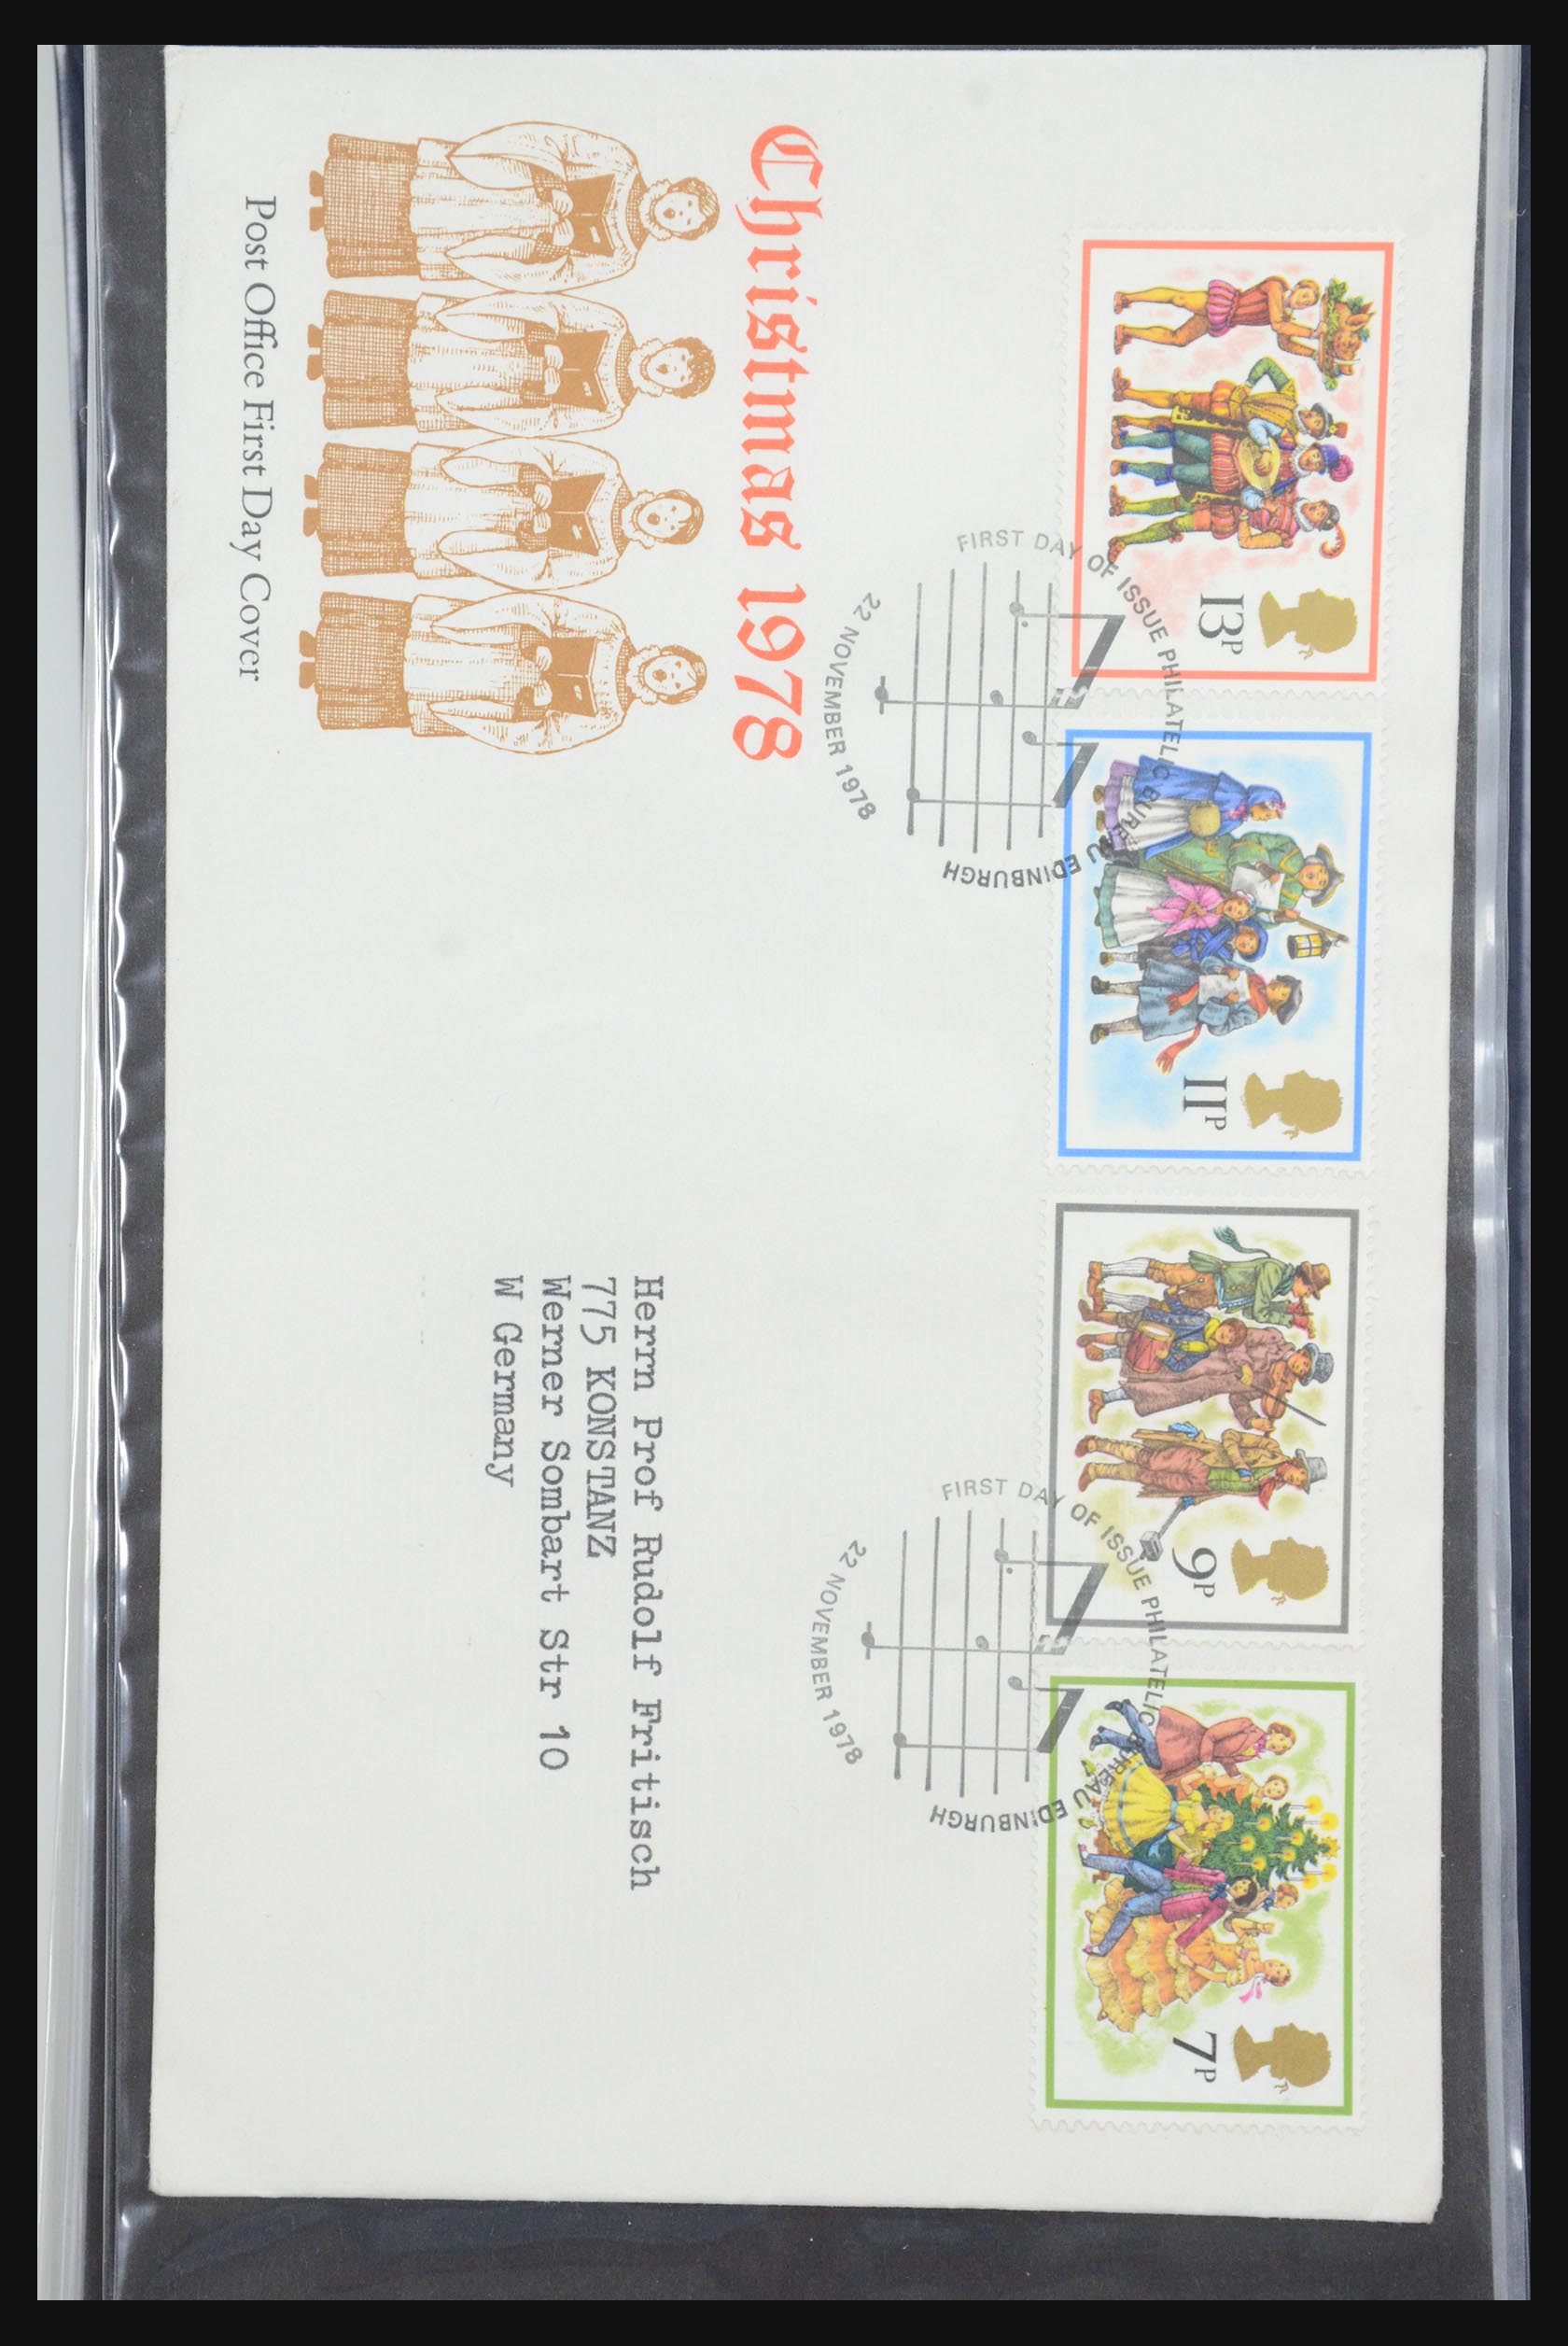 13P
11P
9P
7P
FIRST DAY OF ISSUE PHILATELIC BUREAU EDINBURGH
22 NOVEMBER 1978
FIRST DAY OF ISSUE PHILATELIC BUREAU EDINBURGH
22 NOVEMBER 1978
Christmas 1978
Post Office First Day Cover
Herrn Prof Rudolf Fritisch
775 KONSTANZ
Werner Sombart Str 10
W Germany